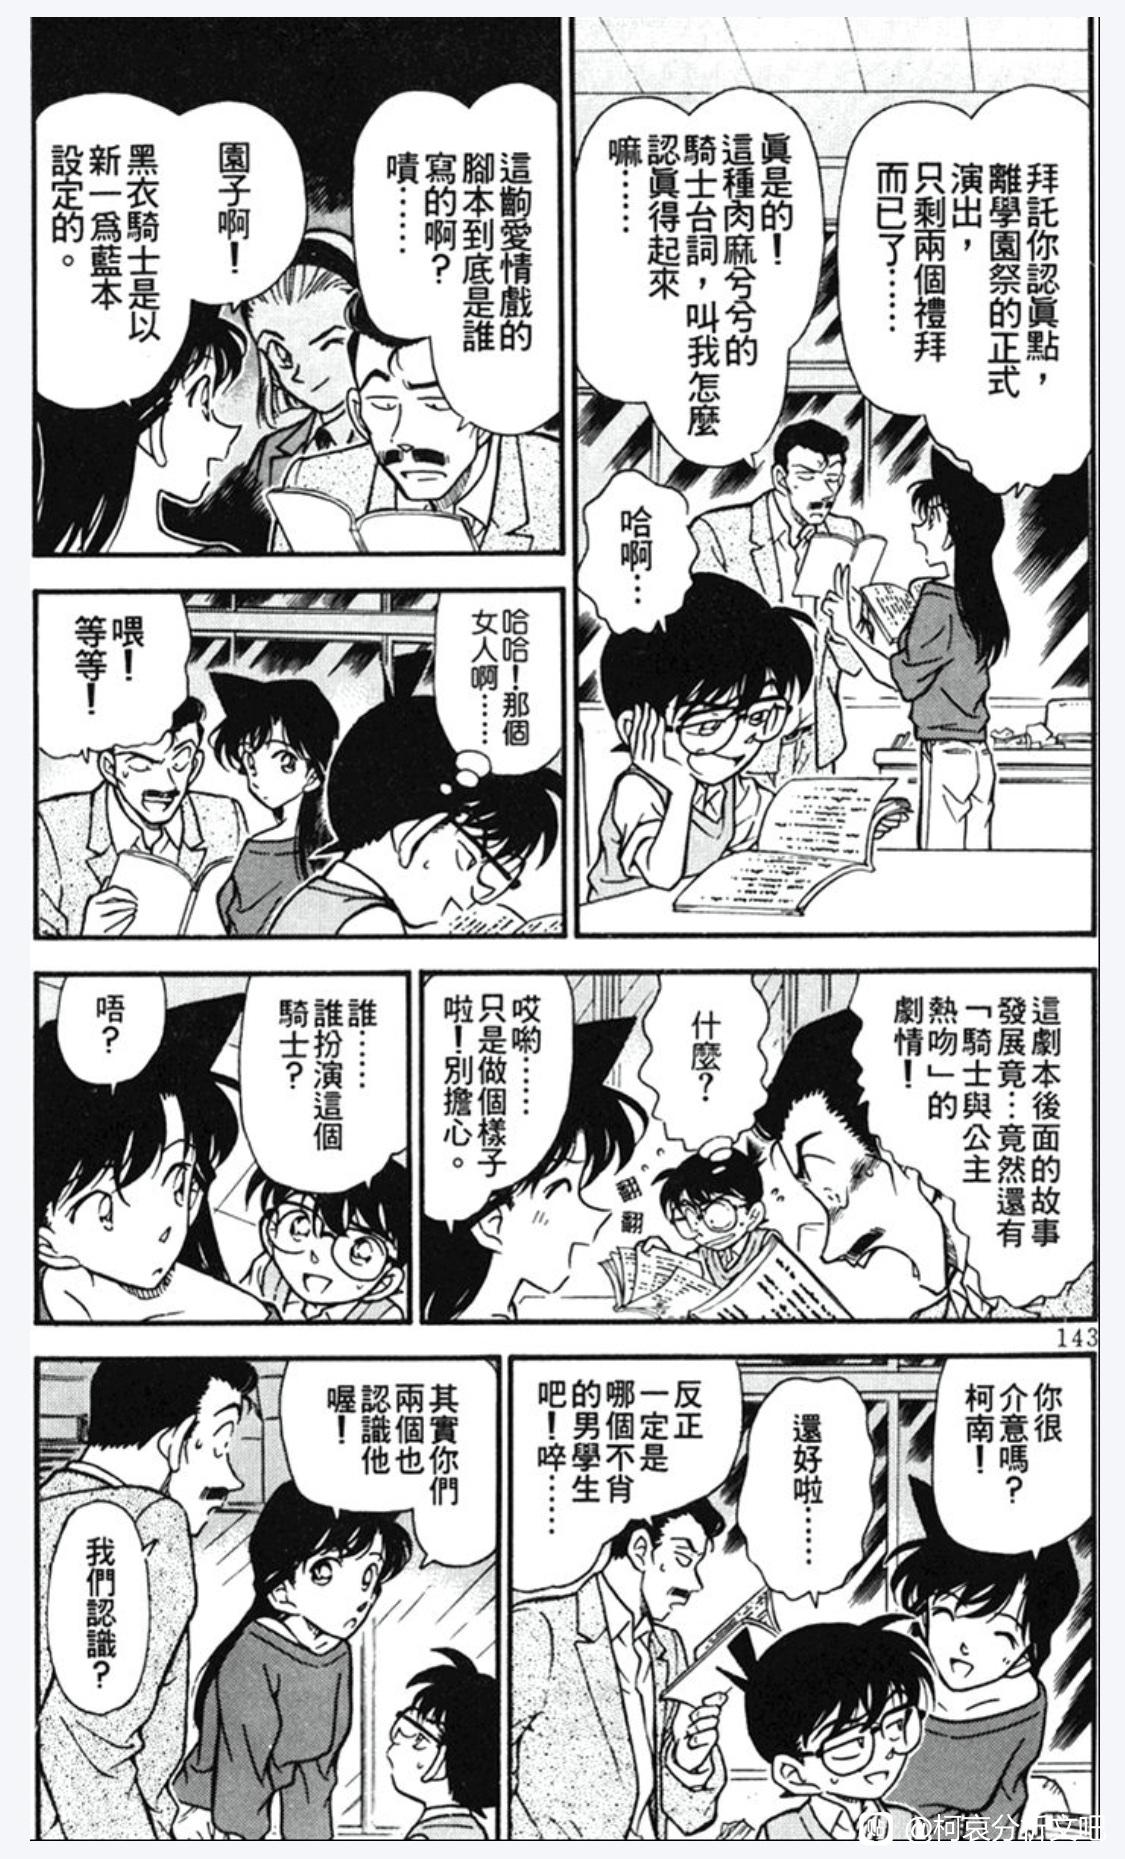 拜託你認眞點，
離學園祭的正式
演出，
只剩兩個禮拜
而已了……
眞是的！
這種肉麻兮兮的
騎士台詞，叫我怎麼
認眞得起來
嘛……
哈啊…
這齣愛情戲的
腳本到底是誰
寫的啊？
嘖……
園子啊！
黑衣騎士是以
新一爲藍本
設定的。
哈哈！那個
女人啊……
喂！
等等！
這劇本後面的故事
發展竟…竟然還有
「騎士與公主
熱吻」的
劇情！
什麼？
翻
翻
哎喲……
只是做個樣子
啦！別擔心。
誰……
誰扮演這個
騎士？
唔？
143
你很
介意嗎？
柯南！
還好啦……
反正
一定是
哪個不肖
的男學生
吧！啐……
其實你們
兩個也
認識他
喔！
我們認識？
@柯哀分析文吧